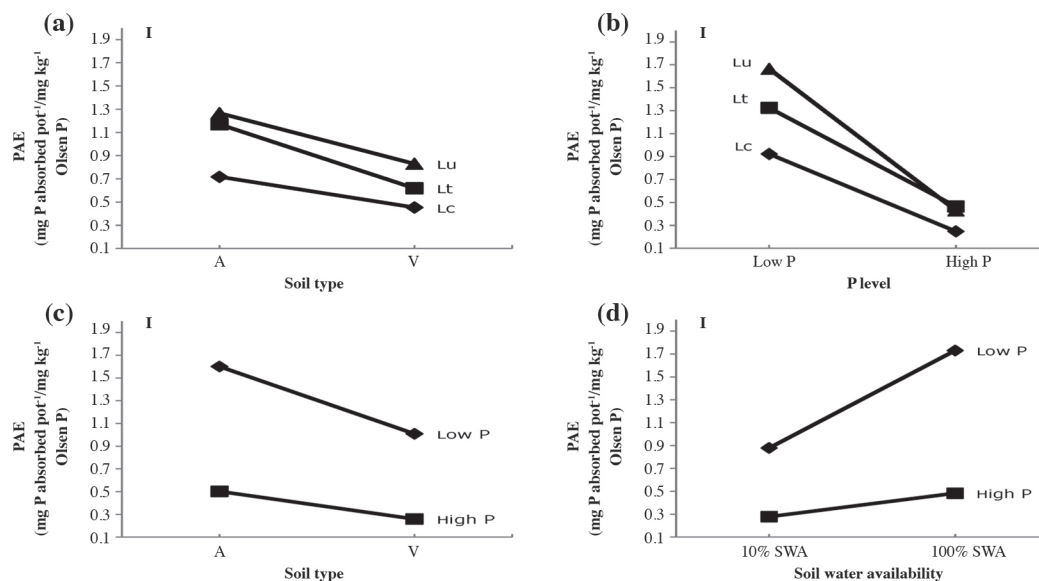 (a)
I
1.9
1.7
1.5
1.3
1.1
0.9
0.7
0.5
0.3
0.1
PAE
(mg P absorbed pot⁻¹/mg kg⁻¹
Olsen P)
Lu
Lt
Lc
A V
Soil type
(b)
I
1.9
1.7
1.5
1.3
1.1
0.9
0.7
0.5
0.3
0.1
PAE
(mg P absorbed pot⁻¹/mg kg⁻¹
Olsen P)
Lu
Lt
Lc
Low P High P
P level
(c)
I
1.9
1.7
1.5
1.3
1.1
0.9
0.7
0.5
0.3
0.1
PAE
(mg P absorbed pot⁻¹/mg kg⁻¹
Olsen P)
Low P
High P
A V
Soil type
(d)
I
1.9
1.7
1.5
1.3
1.1
0.9
0.7
0.5
0.3
0.1
PAE
(mg P absorbed pot⁻¹/mg kg⁻¹
Olsen P)
Low P
High P
10% SWA 100% SWA
Soil water availability